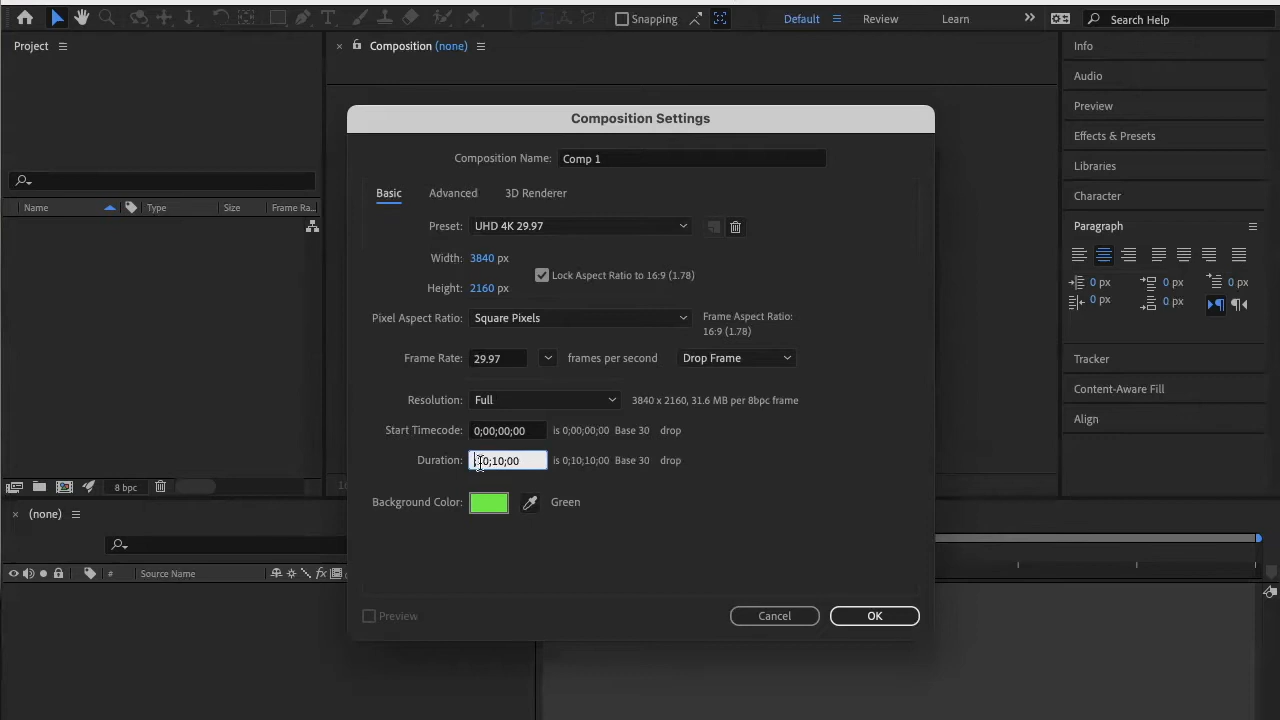 Snapping
Default
Review
Learn
Search Help
Project
Composition (none)
Info
Audio
Preview
Effects & Presets
Libraries
Character
Paragraph
0 px
0 px
0 px
0 px
0 px
Tracker
Content-Aware Fill
Align
Name
Type
Size
Frame Ra...
Composition Settings
Composition Name: Comp 1
Basic
Advanced
3D Renderer
Preset: UHD 4K 29.97
Width: 3840 px
Lock Aspect Ratio to 16:9 (1.78)
Height: 2160 px
Pixel Aspect Ratio: Square Pixels
Frame Aspect Ratio:
16:9 (1.78)
Frame Rate: 29.97 frames per second Drop Frame
Resolution: Full 3840 x 2160, 31.6 MB per 8bpc frame
Start Timecode: 0;00;00;00 is 0;00;00;00 Base 30 drop
Duration: is 0;10;10;00 Base 30 drop
Background Color: Green
Preview
Cancel
OK
8 bpc
(none)
# Source Name
fx